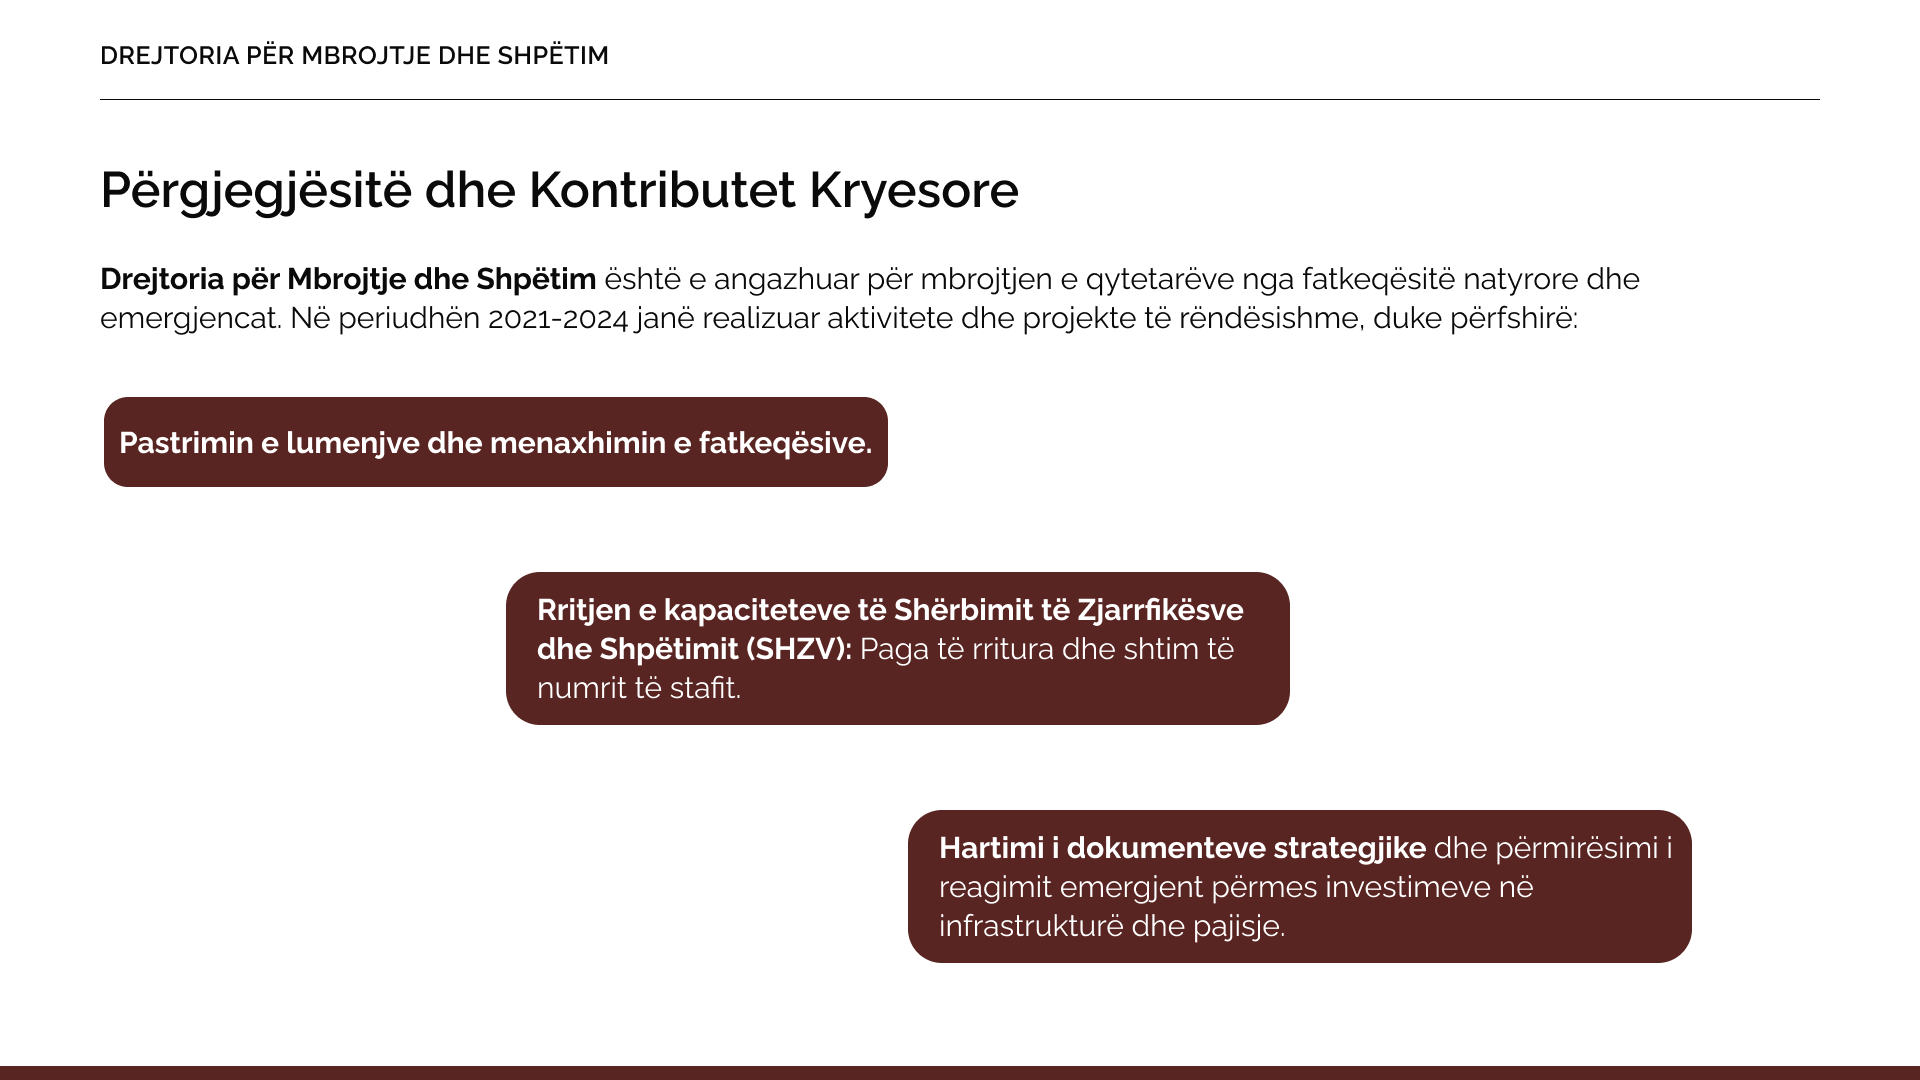 DREJTORIA PËR MBROJTJE DHE SHPËTIM
Përgjegjësitë dhe Kontributet Kryesore
Drejtoria për Mbrojtje dhe Shpëtim është e angazhuar për mbrojtjen e qytetarëve nga fatkeqësitë natyrore dhe
emergjencat. Në periudhën 2021-2024 janë realizuar aktivitete dhe projekte të rëndësishme, duke përfshirë:
Pastrimin e lumenjve dhe menaxhimin e fatkeqësive.
Rritjen e kapaciteteve të Shërbimit të Zjarrfikësve
dhe Shpëtimit (SHZV): Paga të rritura dhe shtim të
numrit të stafit.
Hartimi i dokumenteve strategjike dhe përmirësimi i
reagimit emergjent përmes investimeve në
infrastrukturë dhe pajisje.